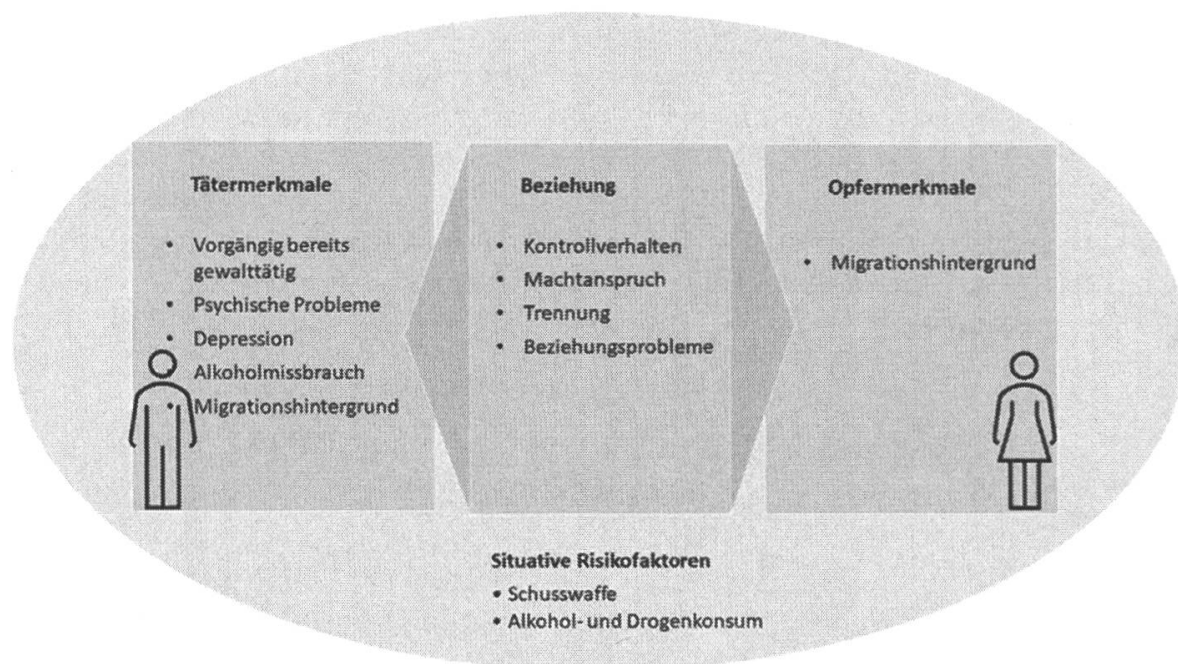 Tätermerkmale
• Vorgängig bereits
gewalttätig
• Psychische Probleme
• Depression
• Alkoholmissbrauch
• Migrationshintergrund
Beziehung
• Kontrollverhalten
• Machtanspruch
• Trennung
• Beziehungsprobleme
Opfermerkmale
• Migrationshintergrund
Situative Risikofaktoren
• Schusswaffe
• Alkohol- und Drogenkonsum